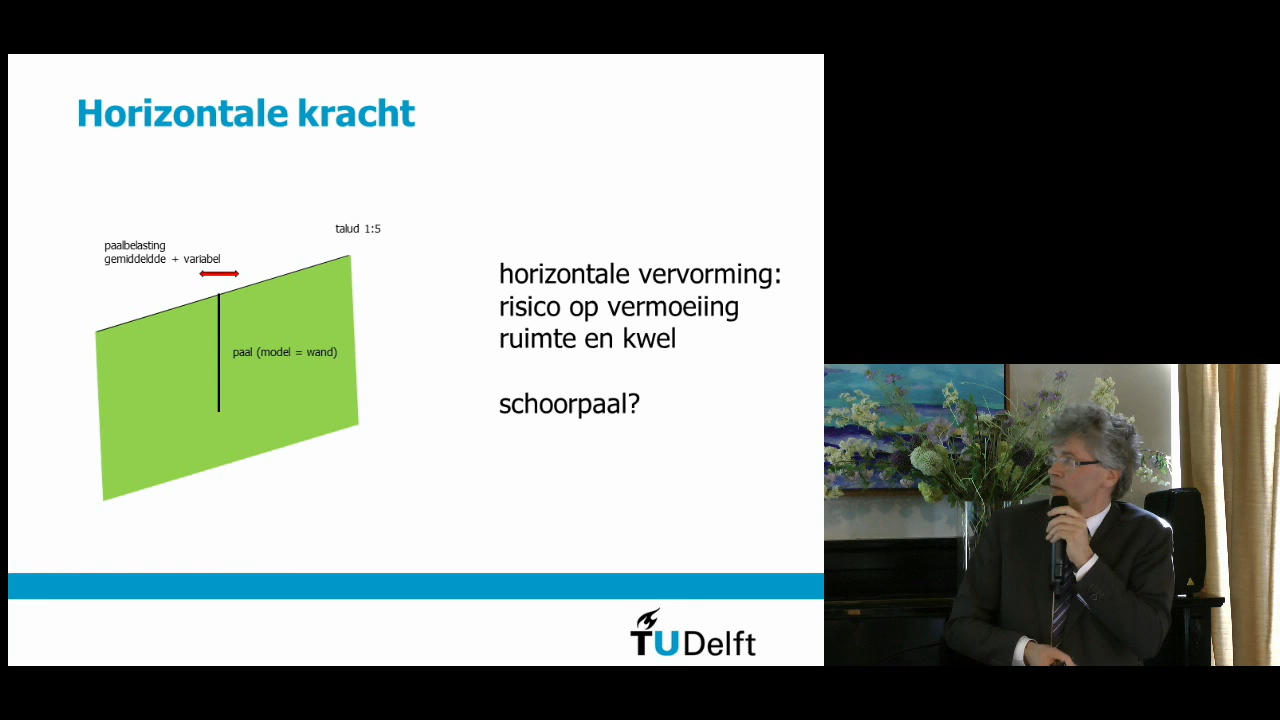 Horizontale kracht
talud 1:5
paalbelasting
gemiddeldde + variabel
paal (model = wand)
horizontale vervorming:
risico op vermoeiing
ruimte en kwel
schoorpaal?
TUDelft